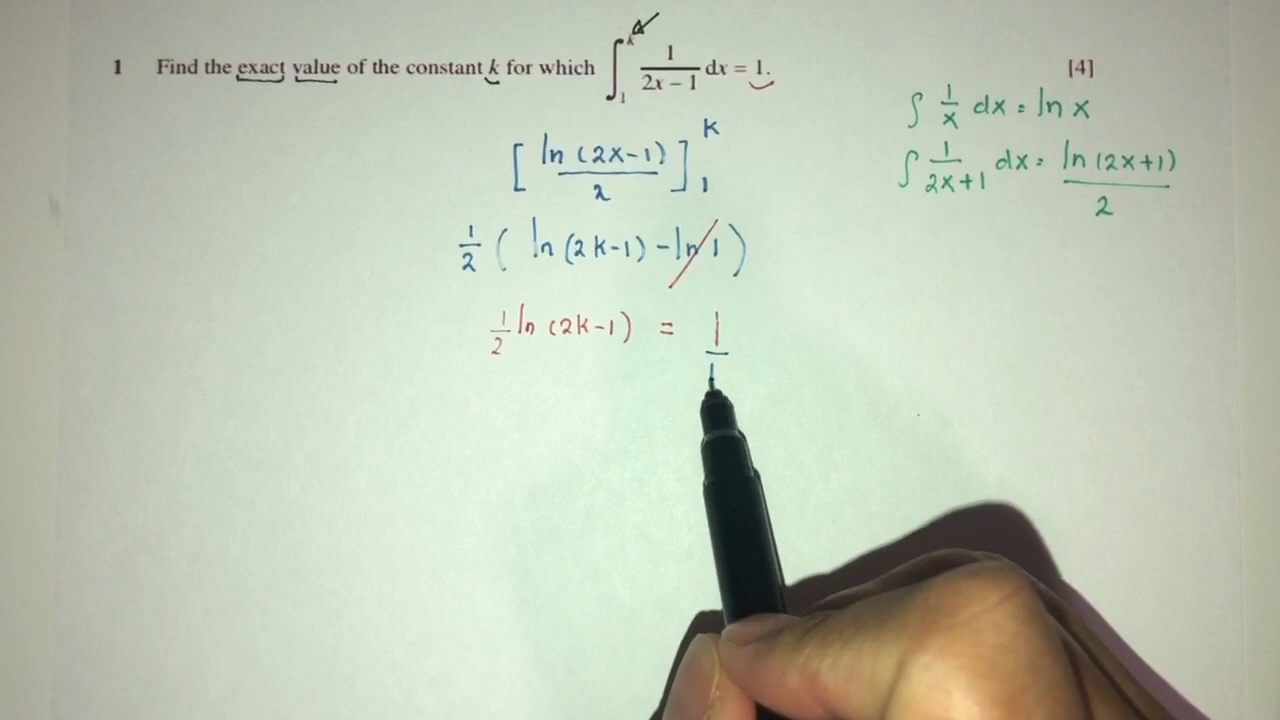 1 Find the exact value of the constant k for which ∫₁ᵏ 1/(2x – 1) dx = 1. [4]
∫ 1/x dx = ln x
[ln (2x-1)/2]₁ᴷ
∫ 1/(2x+1) dx = ln (2x+1)/2
1/2 ( ln (2k-1) - ln 1 )
1/2 ln (2k-1) = 1/1